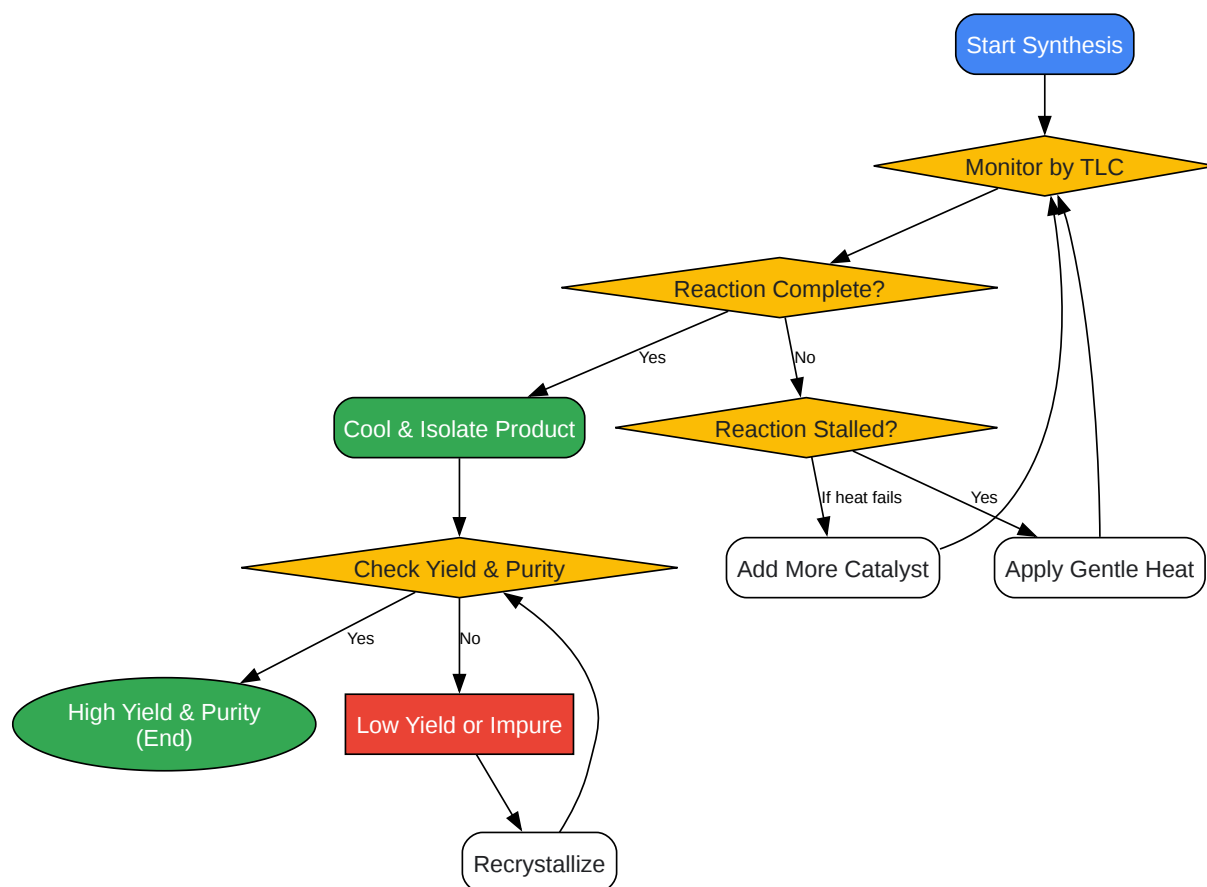 Start Synthesis
Monitor by TLC
Reaction Complete?
Yes
No
Cool & Isolate Product
Reaction Stalled?
If heat fails
Yes
Add More Catalyst
Apply Gentle Heat
Check Yield & Purity
Yes
No
High Yield & Purity
(End)
Low Yield or Impure
Recrystallize